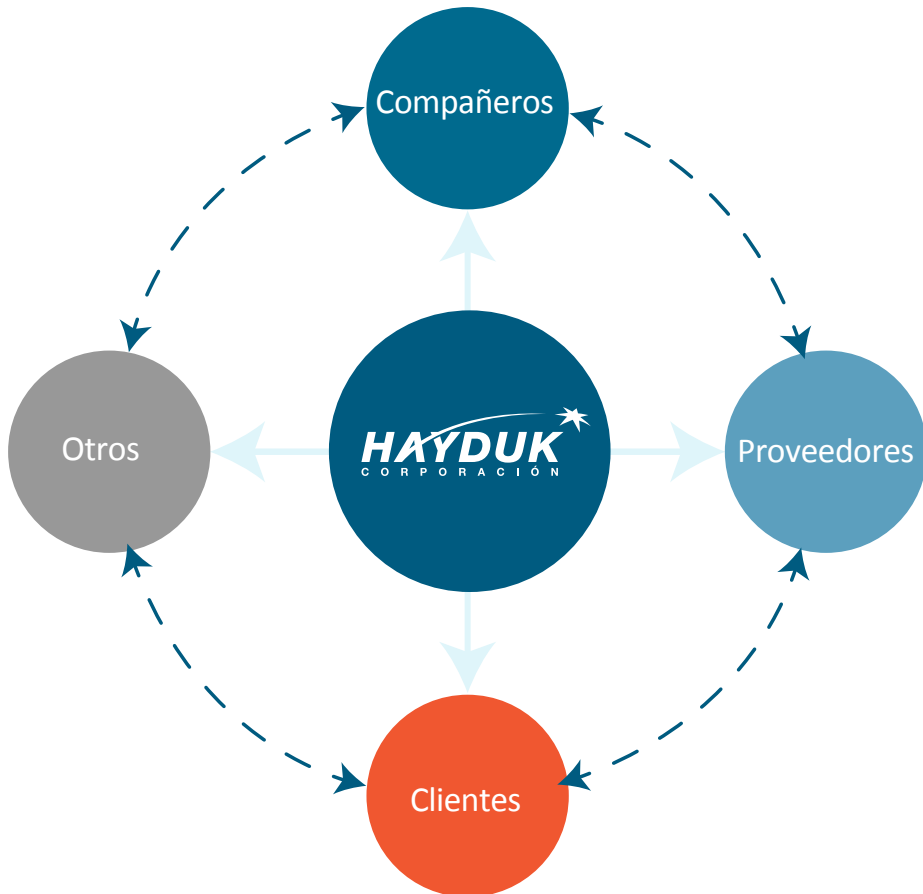 Compañeros
Otros
HAYDUK
CORPORACIÓN
Proveedores
Clientes